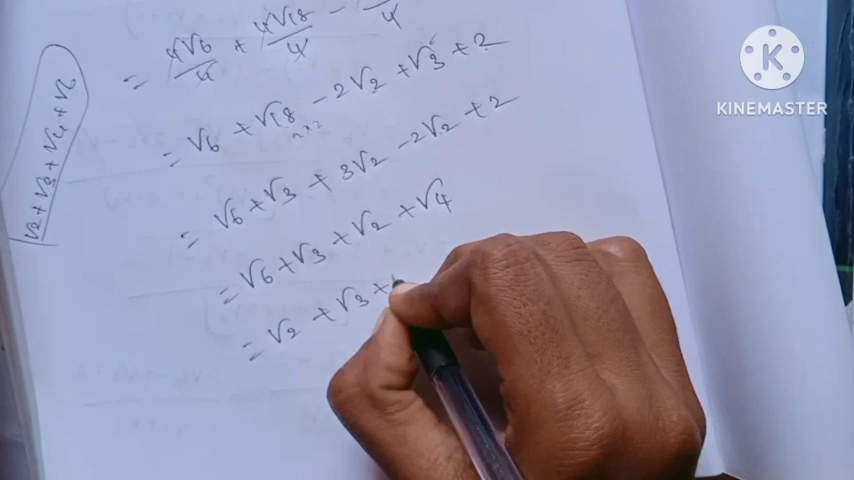 = 4√6/4 + 4√18/4 - /4
= √6 + √18 - 2√2 + √3 + 2
= √6 + √3 + 3√2 - 2√2 + 2
= √6 + √3 + √2 + √4
= √2 + √3 +
√2 + √3 + √4 + √6
KINEMASTER